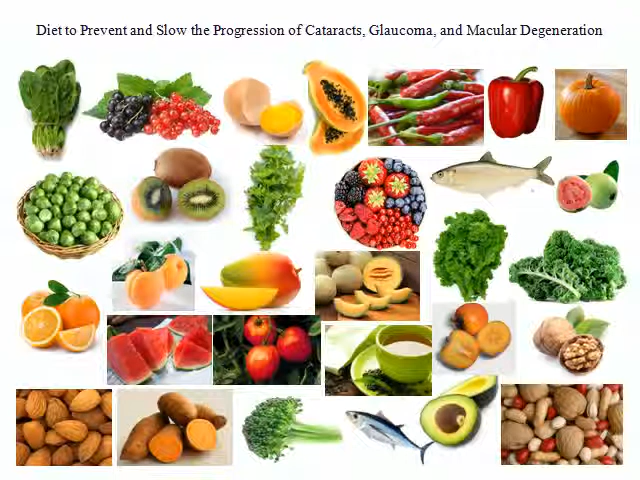 Diet to Prevent and Slow the Progression of Cataracts, Glaucoma, and Macular Degeneration